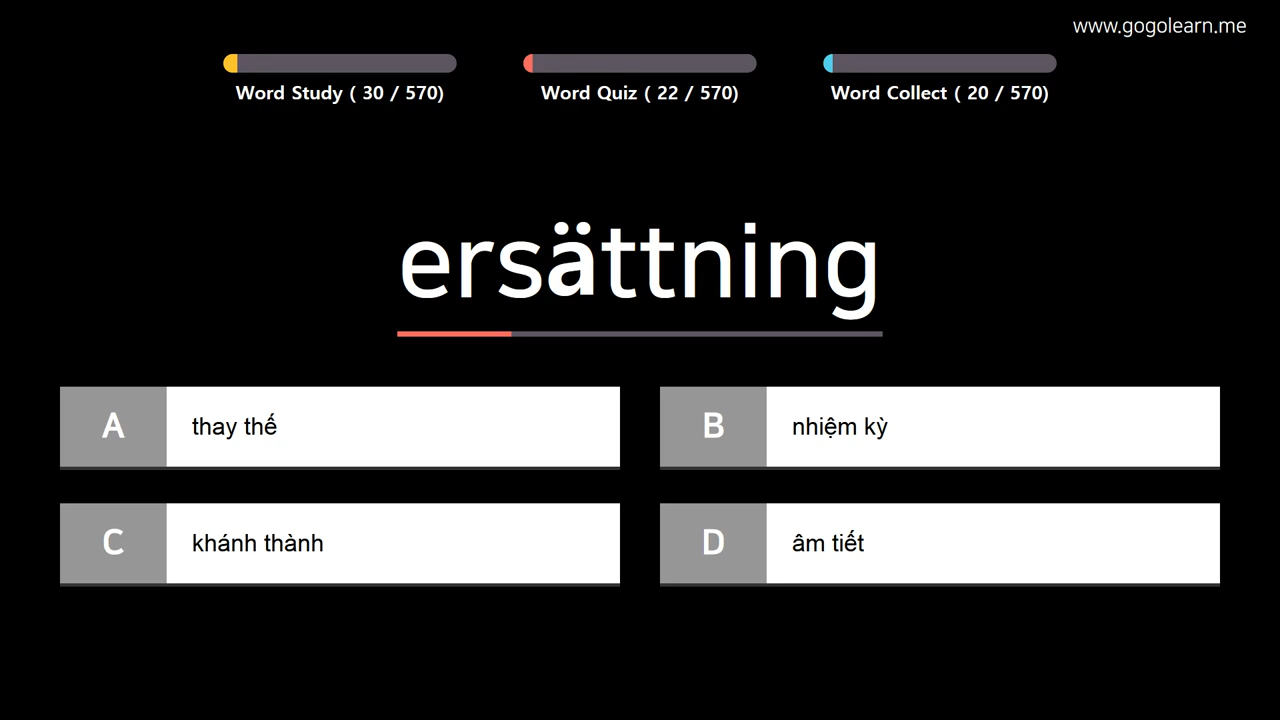 www.gogolearn.me
Word Study ( 30 / 570)
Word Quiz ( 22 / 570)
Word Collect ( 20 / 570)
ersättning
A thay thế
B nhiệm kỳ
C khánh thành
D âm tiết